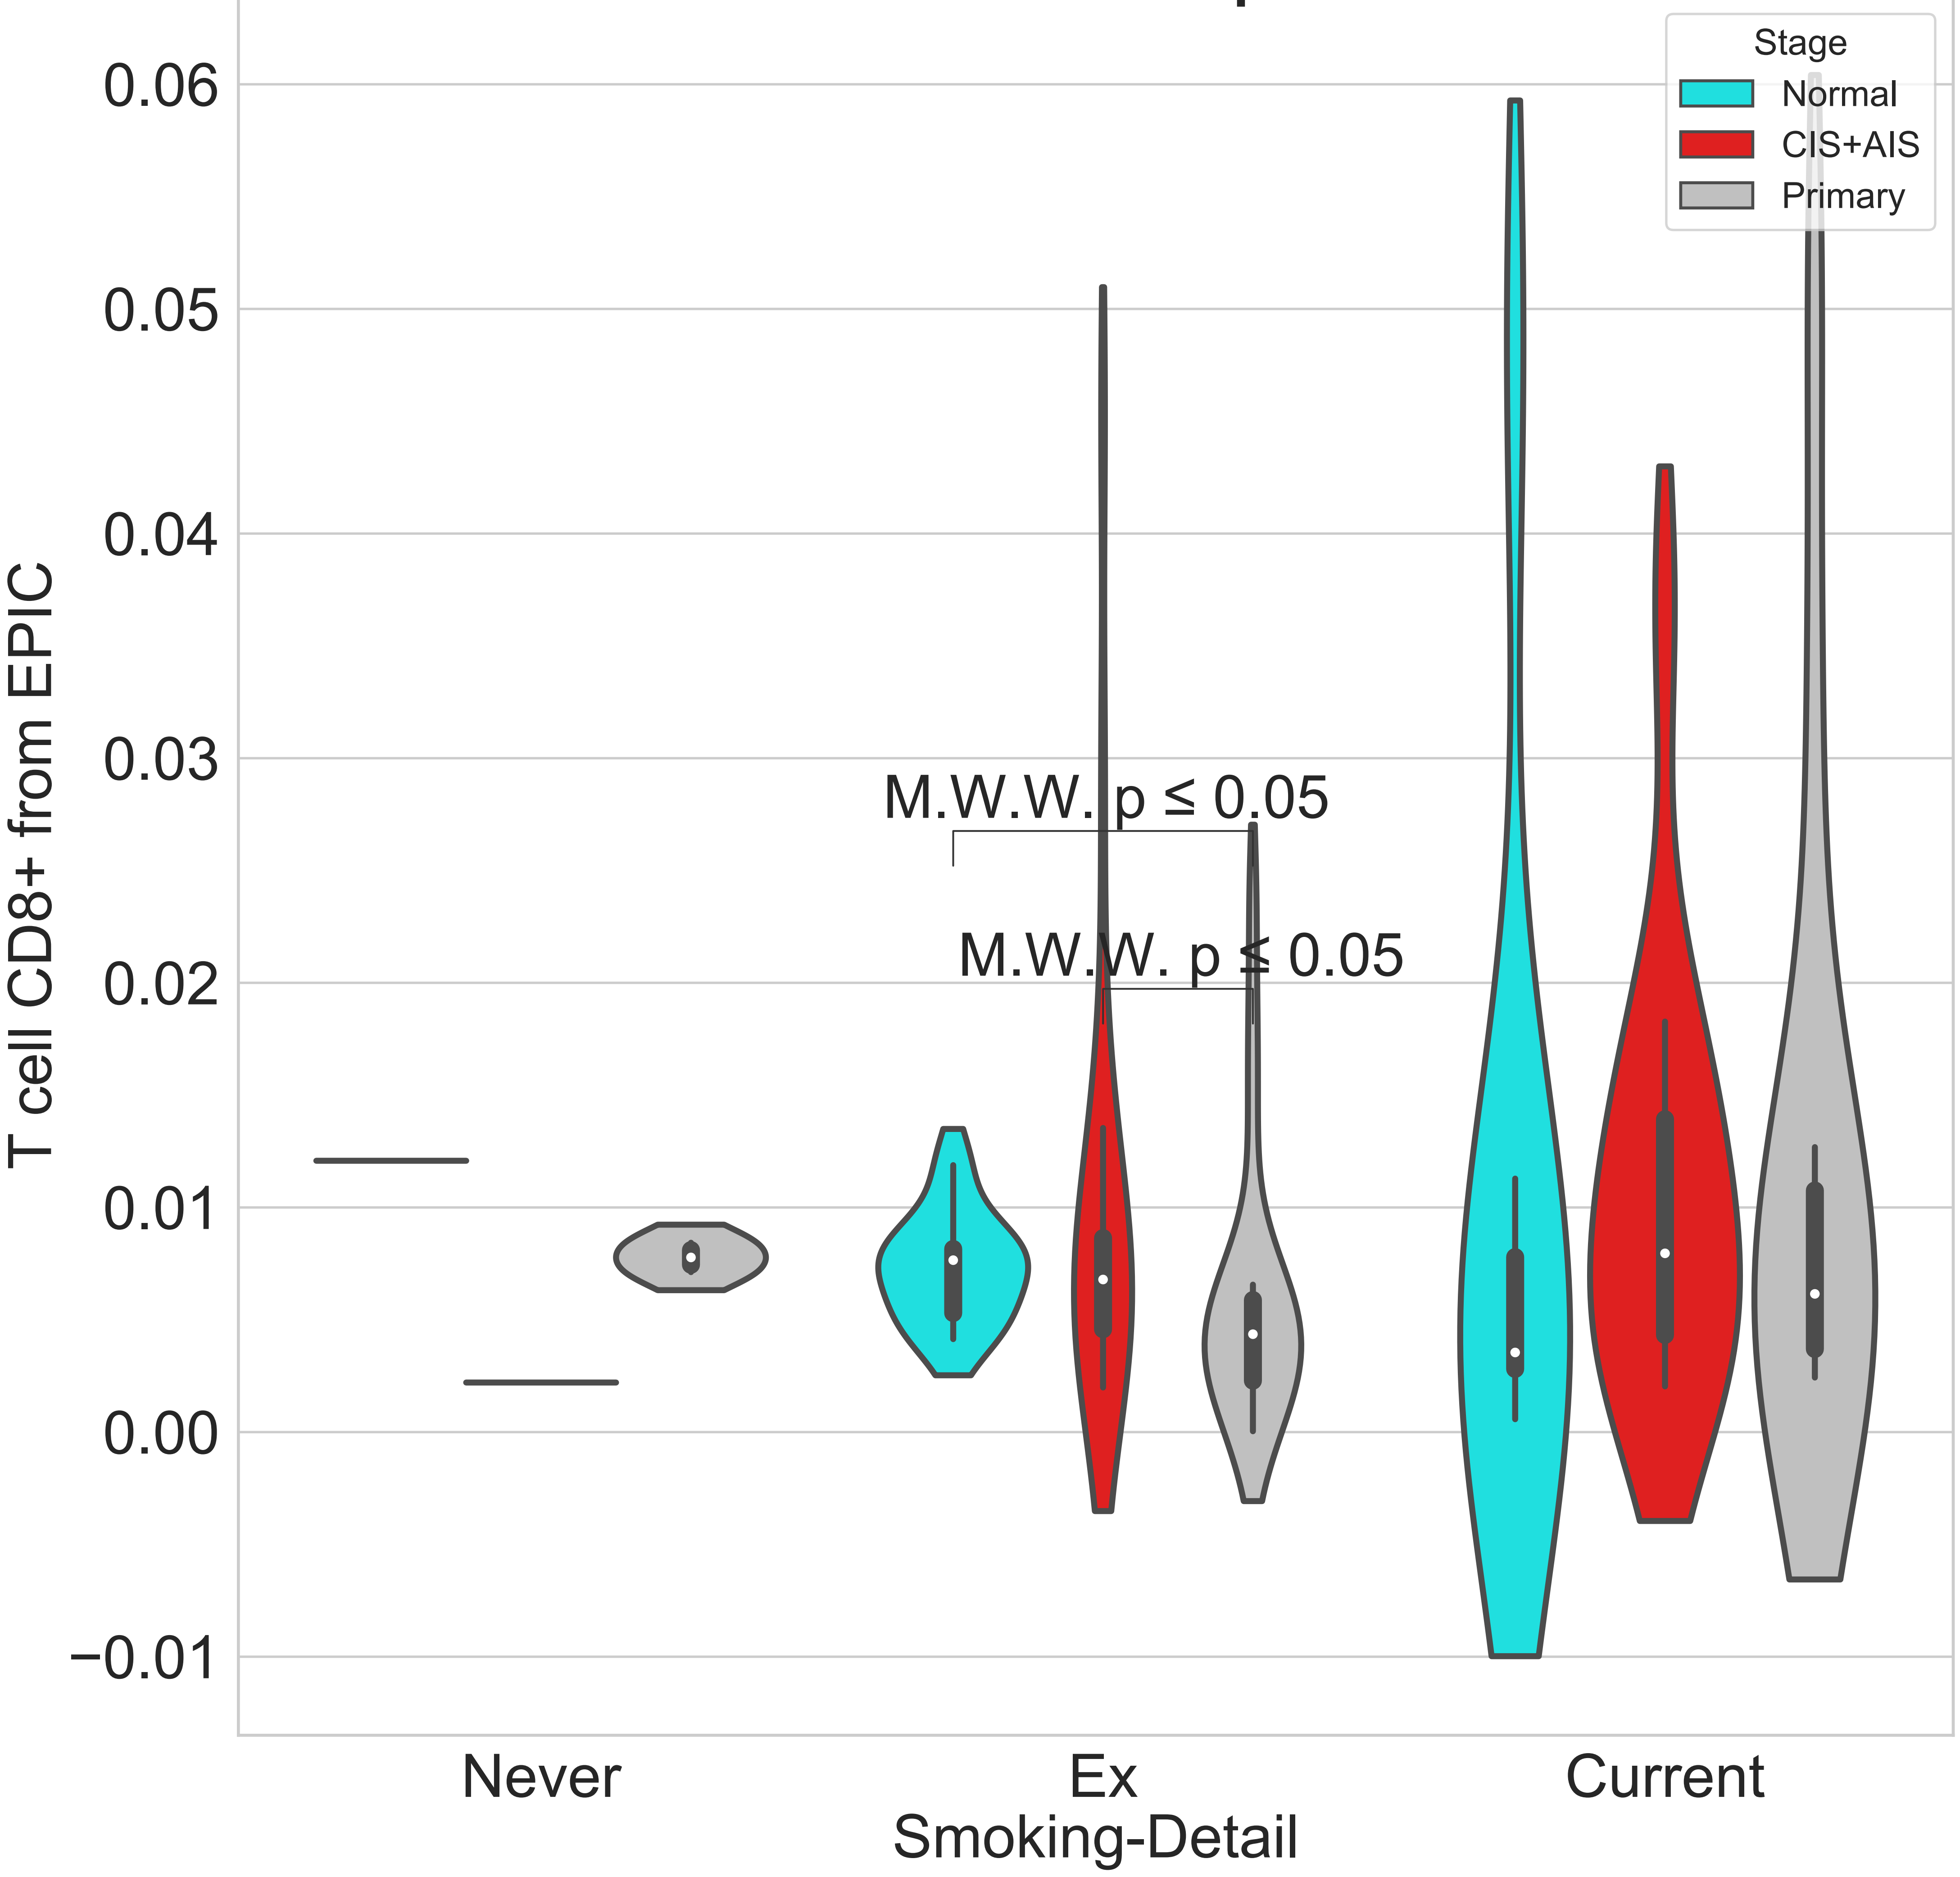 Stage
Normal
CIS+AIS
Primary
0.06
0.05
0.04
0.03
0.02
0.01
0.00
−0.01
T cell CD8+ from EPIC
M.W.W. p ≤ 0.05
M.W.W. p ≤ 0.05
Never
Ex
Current
Smoking-Detail